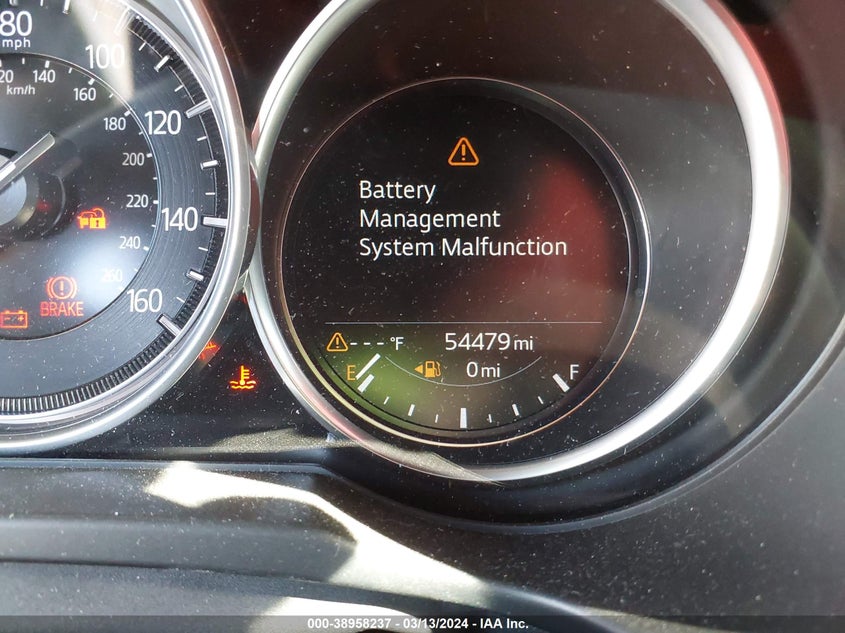 80
mph
100
120
140
160
120 140
km/h
160
180
200
220
240
260
BRAKE
Battery
Management
System Malfunction
---°F 54479 mi
E 0 mi F
000-38958237 - 03/13/2024 - IAA Inc.